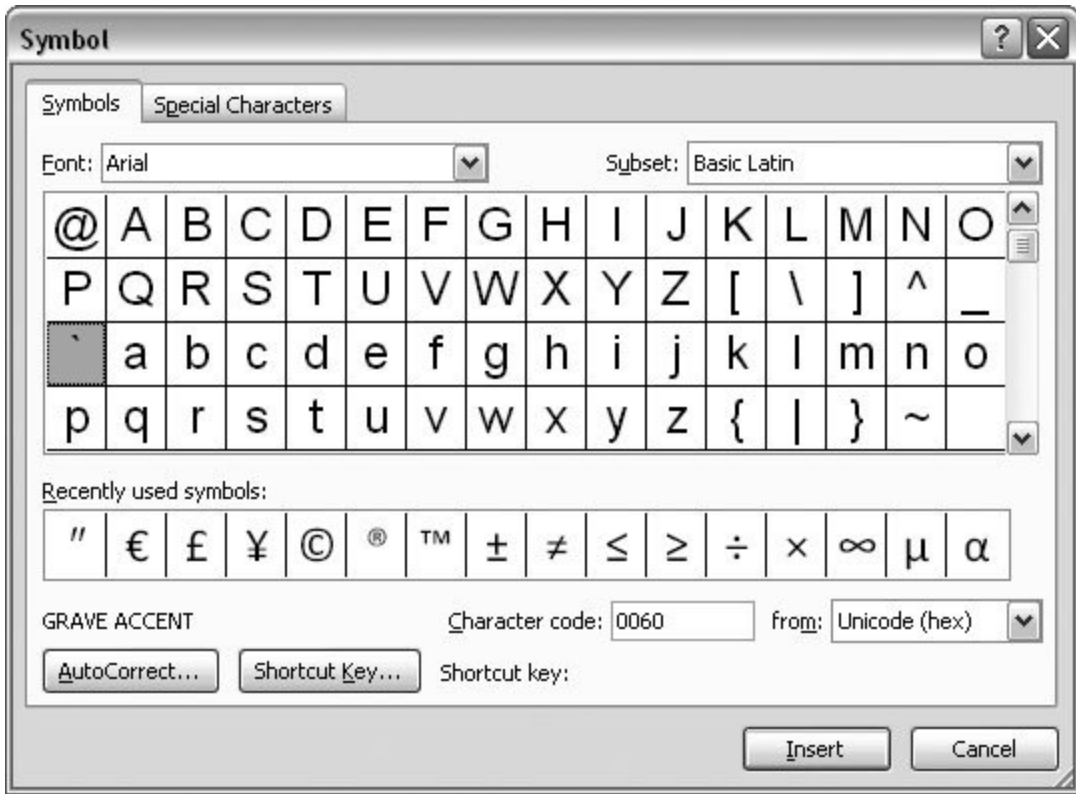 Symbol
Symbols Special Characters
Font: Arial Subset: Basic Latin
@ A B C D E F G H I J K L M N O
P Q R S T U V W X Y Z [ \ ] ^ _
` a b c d e f g h i j k l m n o
p q r s t u v w x y z { | } ~
Recently used symbols:
″ € £ ¥ © ® ™ ± ≠ ≤ ≥ ÷ × ∞ µ α
GRAVE ACCENT Character code: 0060 from: Unicode (hex)
AutoCorrect... Shortcut Key... Shortcut key:
Insert Cancel